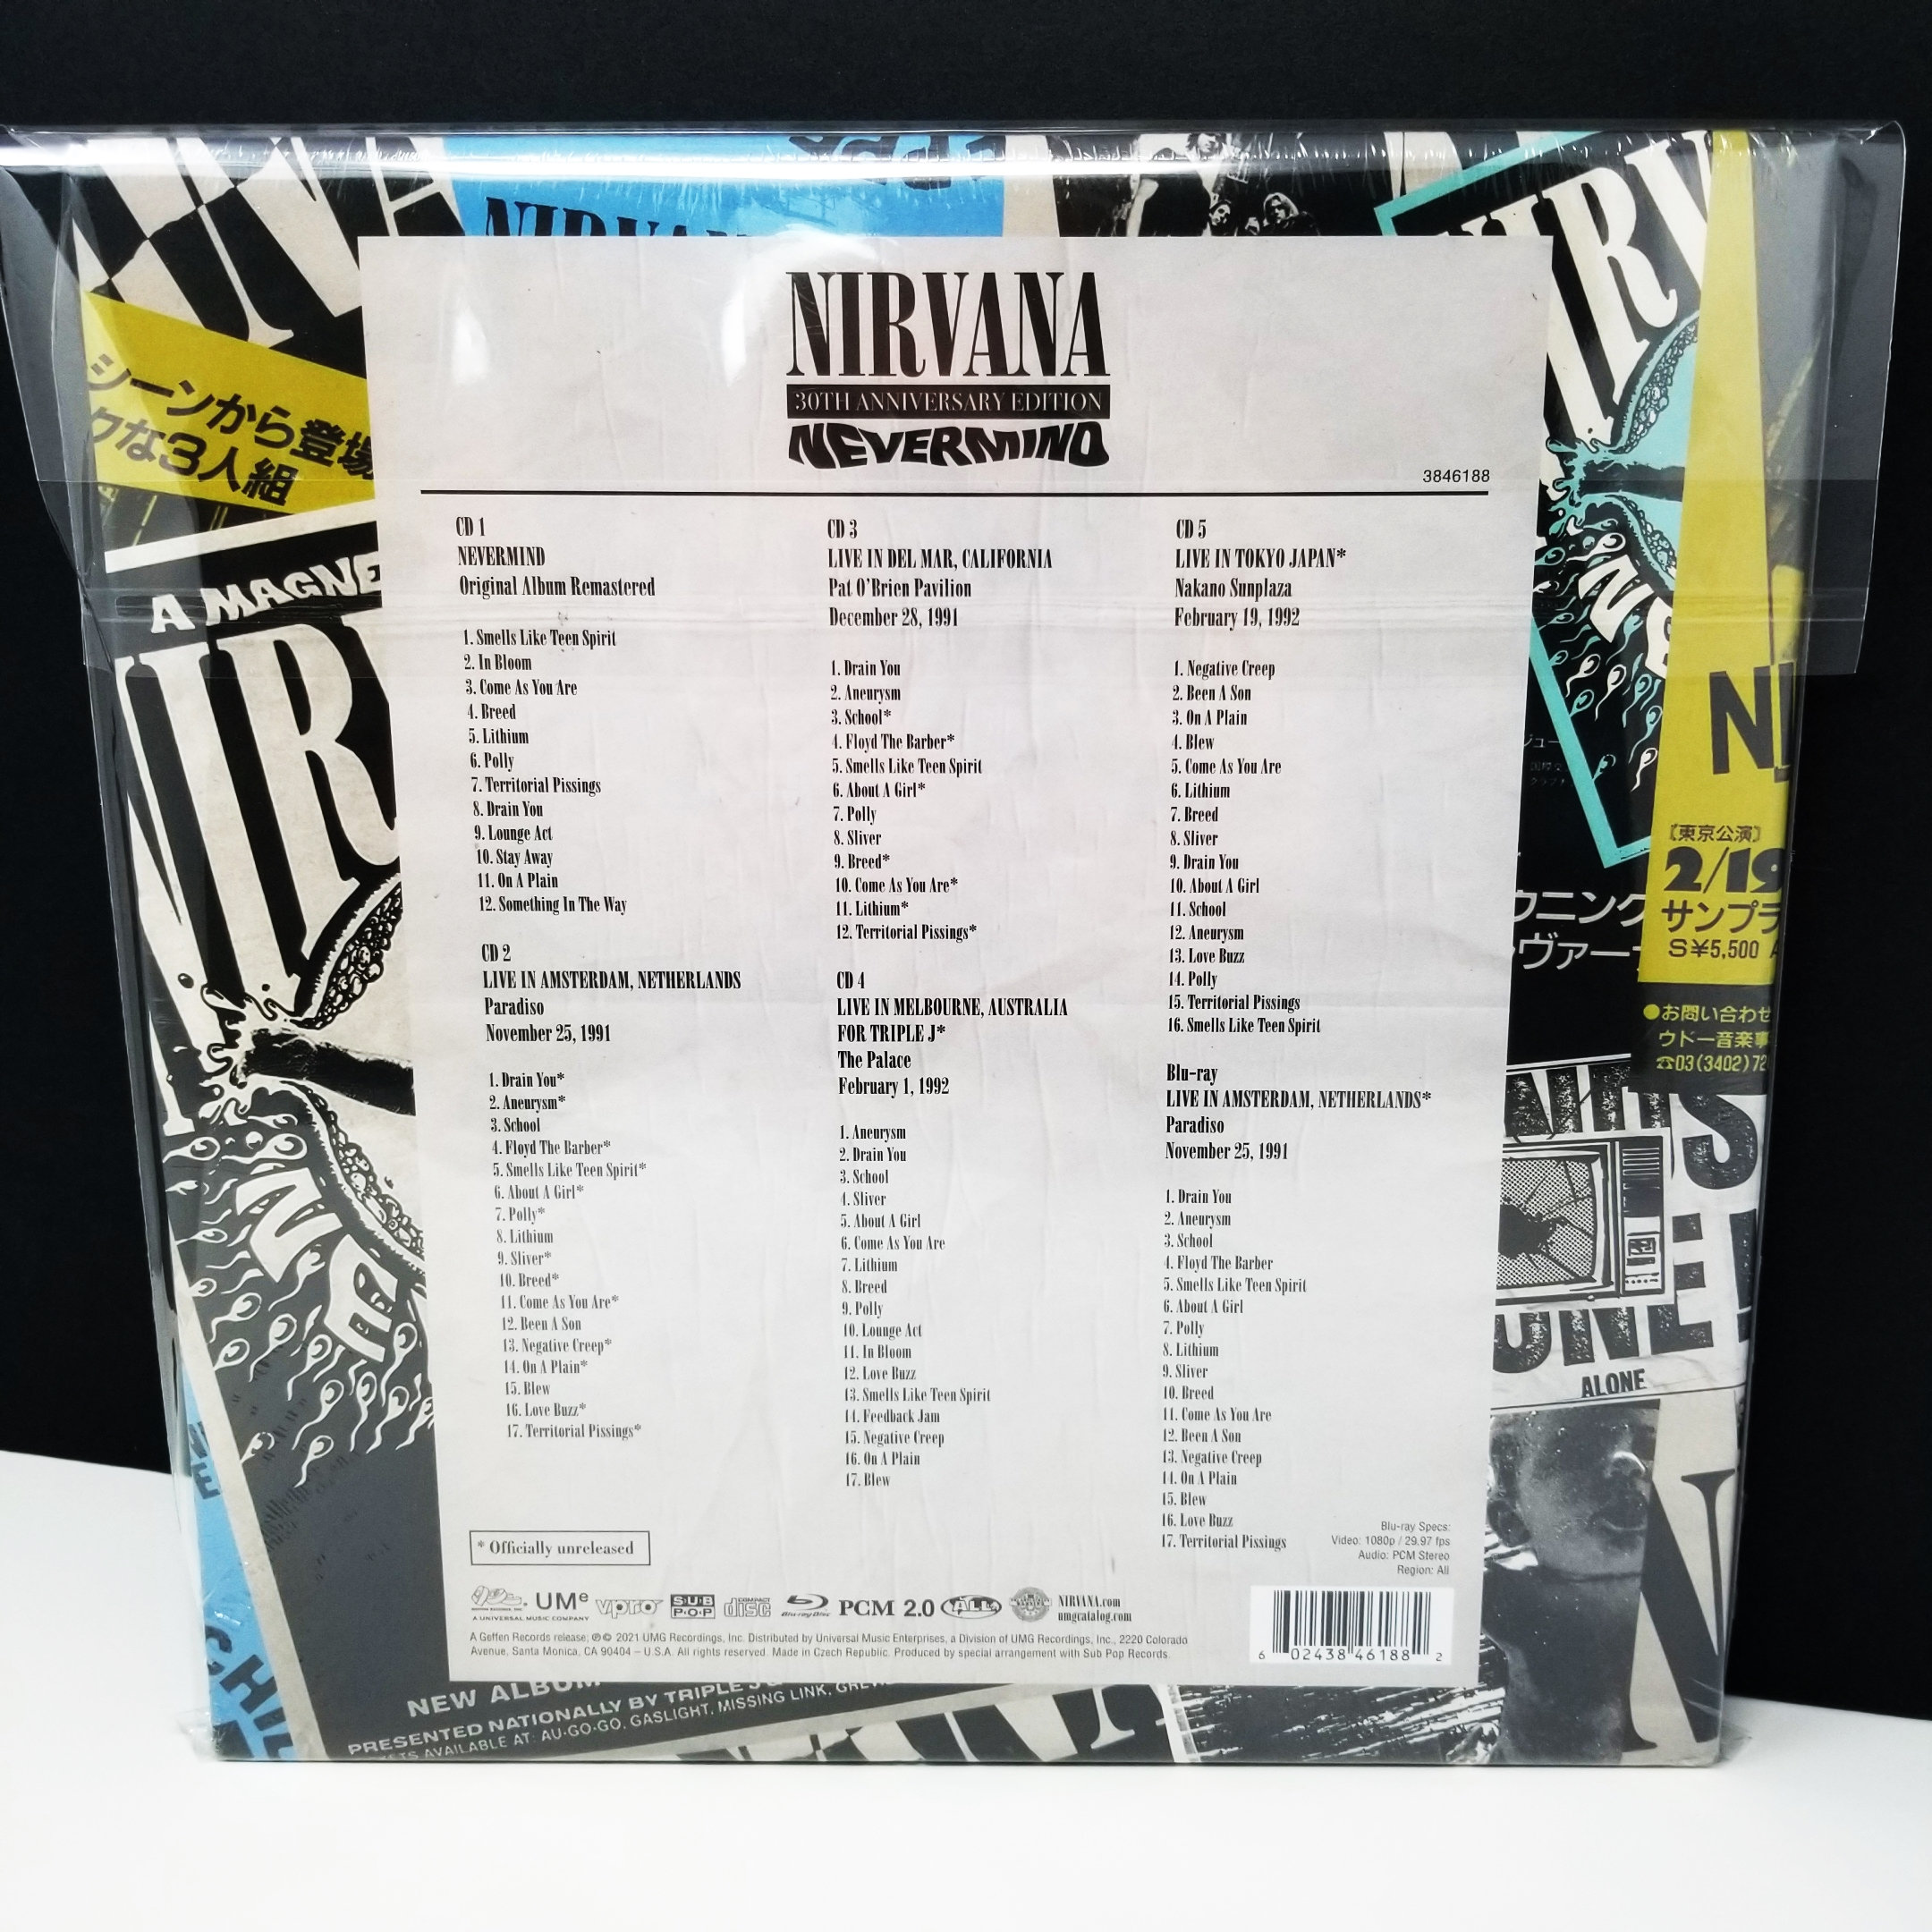 NIRVANA
30TH ANNIVERSARY EDITION
NEVERMIND
3846188
CD 1
NEVERMIND
Original Album Remastered
1. Smells Like Teen Spirit
2. In Bloom
3. Come As You Are
4. Breed
5. Lithium
6. Polly
7. Territorial Pissings
8. Drain You
9. Lounge Act
10. Stay Away
11. On A Plain
12. Something In The Way
CD 2
LIVE IN AMSTERDAM, NETHERLANDS
Paradiso
November 25, 1991
1. Drain You*
2. Aneurysm*
3. School
4. Floyd The Barber*
5. Smells Like Teen Spirit*
6. About A Girl*
7. Polly*
8. Lithium
9. Sliver*
10. Breed*
11. Come As You Are*
12. Been A Son
13. Negative Creep*
14. On A Plain*
15. Blew
16. Love Buzz*
17. Territorial Pissings*
CD 3
LIVE IN DEL MAR, CALIFORNIA
Pat O'Brien Pavilion
December 28, 1991
1. Drain You
2. Aneurysm
3. School*
4. Floyd The Barber*
5. Smells Like Teen Spirit
6. About A Girl*
7. Polly
8. Sliver
9. Breed*
10. Come As You Are*
11. Lithium*
12. Territorial Pissings*
CD 4
LIVE IN MELBOURNE, AUSTRALIA
FOR TRIPLE J*
The Palace
February 1, 1992
1. Aneurysm
2. Drain You
3. School
4. Sliver
5. About A Girl
6. Come As You Are
7. Lithium
8. Breed
9. Polly
10. Lounge Act
11. In Bloom
12. Love Buzz
13. Smells Like Teen Spirit
14. Feedback Jam
15. Negative Creep
16. On A Plain
17. Blew
CD 5
LIVE IN TOKYO JAPAN*
Nakano Sunplaza
February 19, 1992
1. Negative Creep
2. Been A Son
3. On A Plain
4. Blew
5. Come As You Are
6. Lithium
7. Breed
8. Sliver
9. Drain You
10. About A Girl
11. School
12. Aneurysm
13. Love Buzz
14. Polly
15. Territorial Pissings
16. Smells Like Teen Spirit
Blu-ray
LIVE IN AMSTERDAM, NETHERLANDS*
Paradiso
November 25, 1991
1. Drain You
2. Aneurysm
3. School
4. Floyd The Barber
5. Smells Like Teen Spirit
6. About A Girl
7. Polly
8. Lithium
9. Sliver
10. Breed
11. Come As You Are
12. Been A Son
13. Negative Creep
14. On A Plain
15. Blew
16. Love Buzz
17. Territorial Pissings
Blu-ray Specs:
Video: 1080p / 29.97 fps
Audio: PCM Stereo
Region: All
* Officially unreleased
A UNIVERSAL MUSIC COMPANY
UMe
vpro
SUB POP
COMPACT disc
Blu-ray Disc
PCM 2.0
ALL
NIRVANA.com
umgcatalog.com
A Geffen Records release; ℗© 2021 UMG Recordings, Inc. Distributed by Universal Music Enterprises, a Division of UMG Recordings, Inc., 2220 Colorado
Avenue, Santa Monica, CA 90404 – U.S.A. All rights reserved. Made in Czech Republic. Produced by special arrangement with Sub Pop Records.
6 02438 46188 2
シーンから登場
クな3人組
A MAGNE
NIR
NE
NIRV
NE
《東京公演》
2/19
サンプラ
S¥5,500
●お問い合わせ
ウドー音楽事
☎03(3402)72
ウニング
ヴァー
ALONE
NEW ALBUM
PRESENTED NATIONALLY BY TRIPLE J
AVAILABLE AT: AU-GO-GO, GASLIGHT, MISSING LINK,